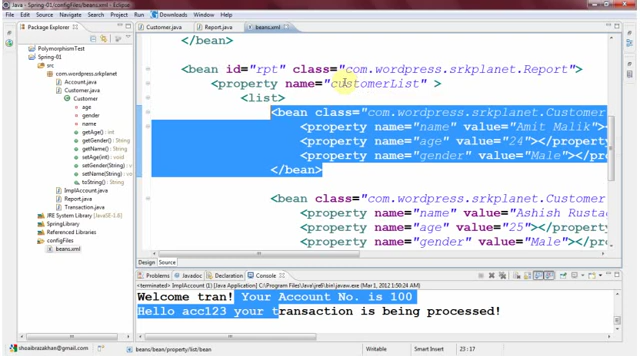 Java - Spring-01/configFiles/beans.xml - Eclipse
File Edit Run Source Navigate Search Project Refactor Downloads Window Help
Package Explorer
Customer.java
Report.java
beans.xml
PolymorphismTest
Spring-01
src
com.wordpress.srkplanet
Account.java
Customer.java
Customer
age
gender
name
getAge() : int
getGender() : String
getName() : String
setAge(int) : void
setGender(String) : void
setName(String) : void
toString() : String
ImplAccount.java
Report.java
Transaction.java
JRE System Library [JavaSE-1.6]
SpringLibrary
Referenced Libraries
configFiles
beans.xml
</bean>
<bean id="rpt" class="com.wordpress.srkplanet.Report">
<property name="customerList" >
<list>
<bean class="com.wordpress.srkplanet.Customer
<property name="name" value="Amit Malik">
<property name="age" value="24"></property
<property name="gender" value="Male"></pro
</bean>
<bean class="com.wordpress.srkplanet.Customer
<property name="name" value="Ashish Rusta
<property name="age" value="25"></property
<property name="gender" value="Male"></pro
Design Source
Problems Javadoc Declaration Console
<terminated> ImplAccount (1) [Java Application] C:\Program Files\Java\jre6\bin\javaw.exe (Mar 1, 2012 1:50:24 AM)
Welcome tran! Your Account No. is 100
Hello acc123 your transaction is being processed!
shoaibrazakhan@gmail.com
beans/bean/property/list/bean
Writable
Smart Insert
23 : 17